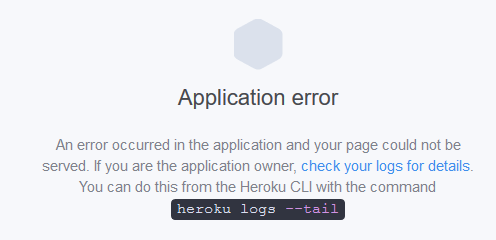 Application error
An error occurred in the application and your page could not be
served. If you are the application owner, check your logs for details.
You can do this from the Heroku CLI with the command
heroku logs --tail